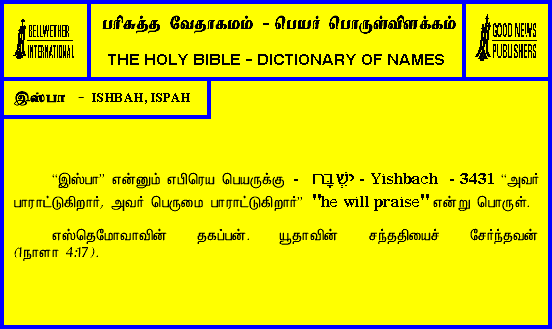 BELLWETHER
INTERNATIONAL
பரிசுத்த வேதாகமம் - பெயர் பொருள்விளக்கம்
THE HOLY BIBLE - DICTIONARY OF NAMES
GOOD NEWS
PUBLISHERS
இஸ்பா - ISHBAH, ISPAH
“இஸ்பா” என்னும் எபிரெய பெயருக்கு - יִשְׁבָּח - Yishbach - 3431 “அவர்
பாராட்டுகிறார், அவர் பெருமை பாராட்டுகிறார்” "he will praise" என்று பொருள்.
எஸ்தெமோவாவின் தகப்பன். யூதாவின் சந்ததியைச் சேர்ந்தவன்
(1நாளா 4:17).